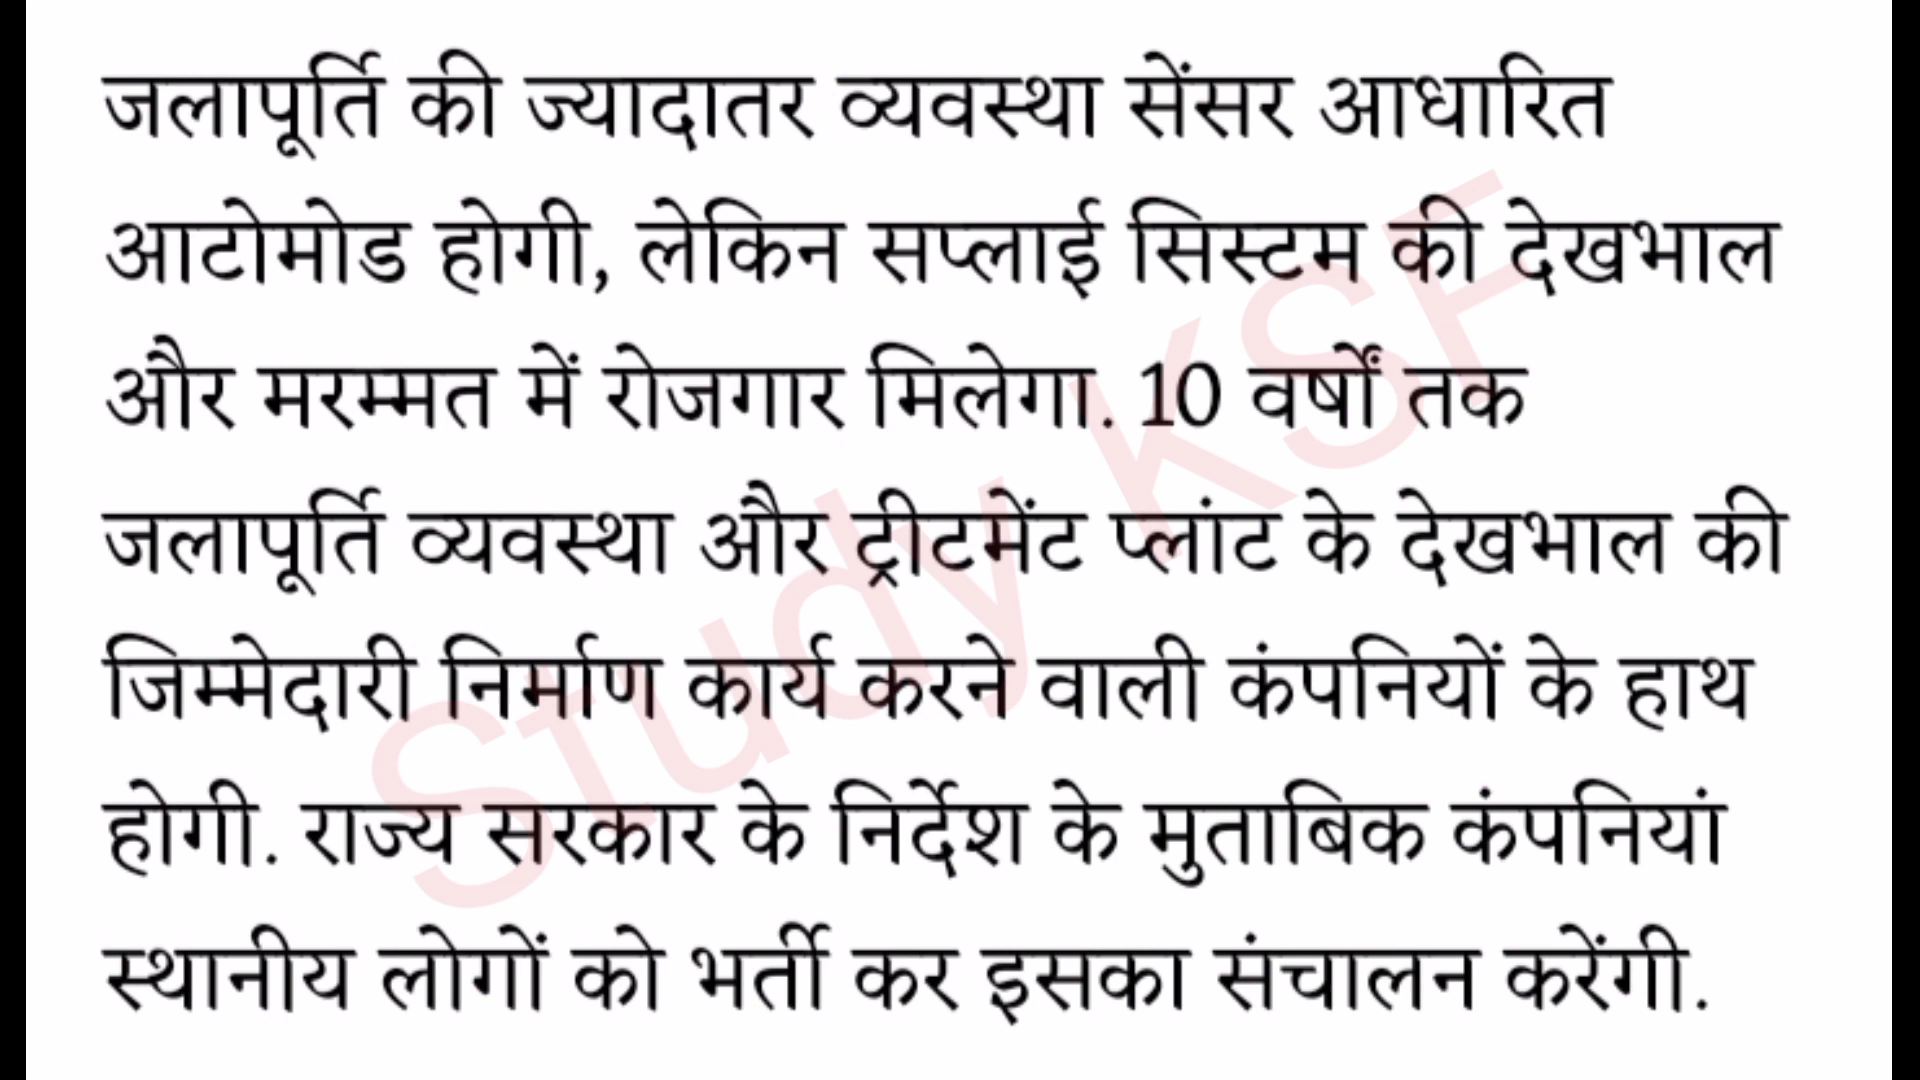 जलापूर्ति की ज्यादातर व्यवस्था सेंसर आधारित
आटोमोड होगी, लेकिन सप्लाई सिस्टम की देखभाल
और मरम्मत में रोजगार मिलेगा. 10 वर्षों तक
जलापूर्ति व्यवस्था और ट्रीटमेंट प्लांट के देखभाल की
जिम्मेदारी निर्माण कार्य करने वाली कंपनियों के हाथ
होगी. राज्य सरकार के निर्देश के मुताबिक कंपनियां
स्थानीय लोगों को भर्ती कर इसका संचालन करेंगी.
Study KSF